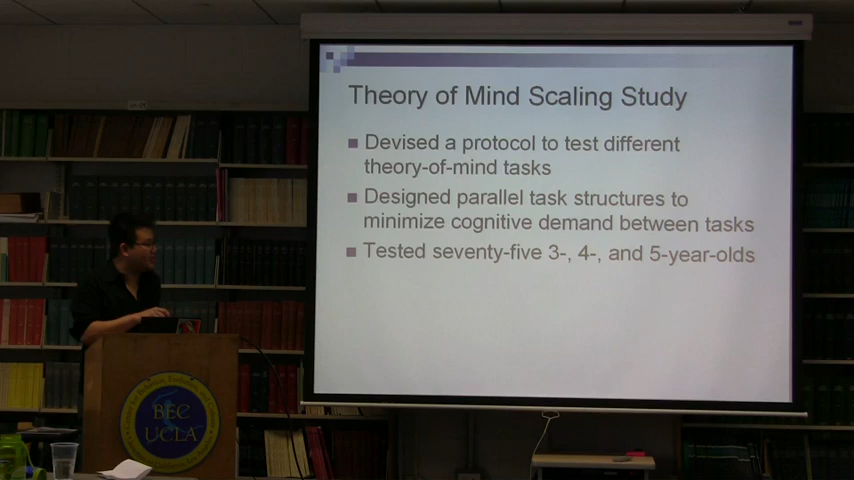 Theory of Mind Scaling Study
Devised a protocol to test different
theory-of-mind tasks
Designed parallel task structures to
minimize cognitive demand between tasks
Tested seventy-five 3-, 4-, and 5-year-olds
BEC
UCLA